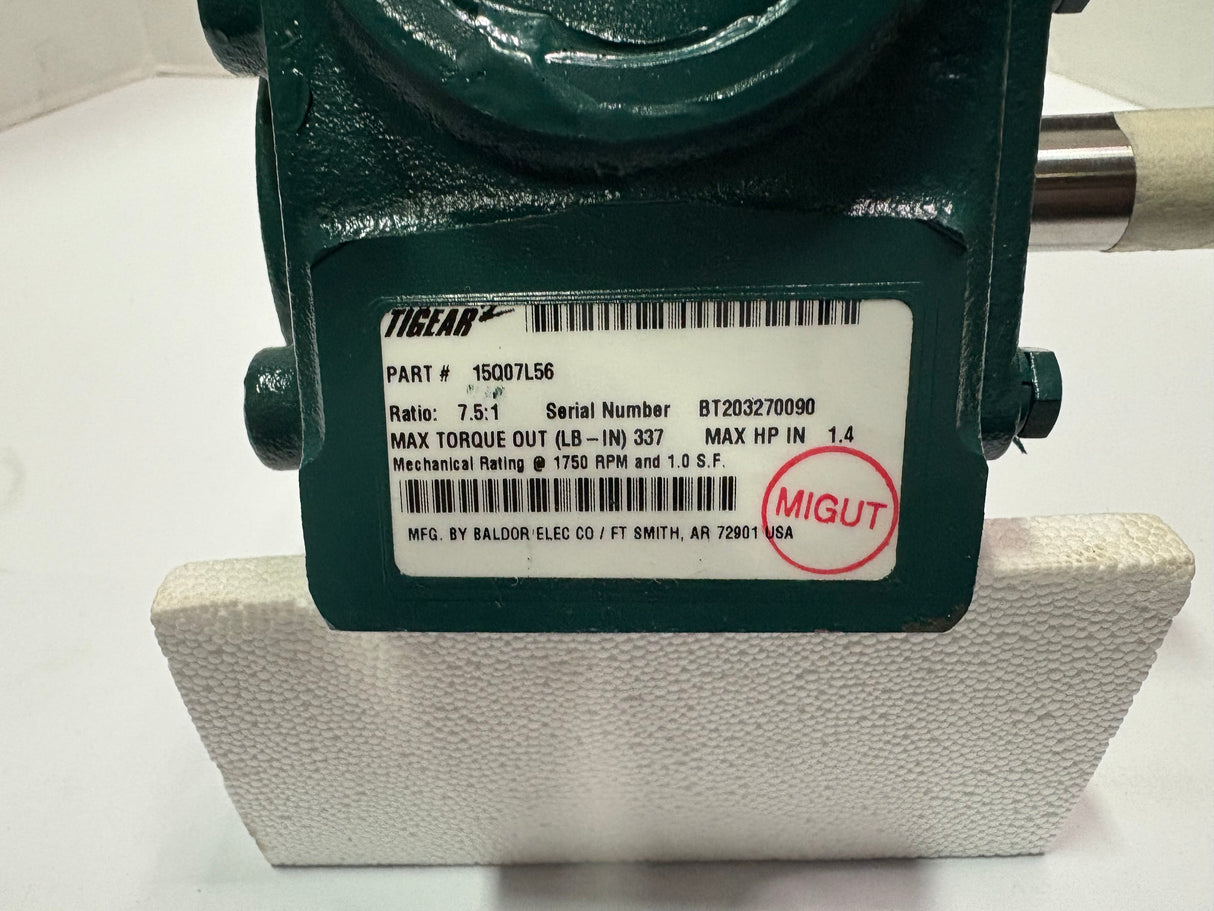 TIGEAR
PART # 15Q07L56
Ratio: 7.5:1 Serial Number BT203270090
MAX TORQUE OUT (LB-IN) 337 MAX HP IN 1.4
Mechanical Rating @ 1750 RPM and 1.0 S.F.
MIGUT
MFG. BY BALDOR ELEC CO / FT SMITH, AR 72901 USA